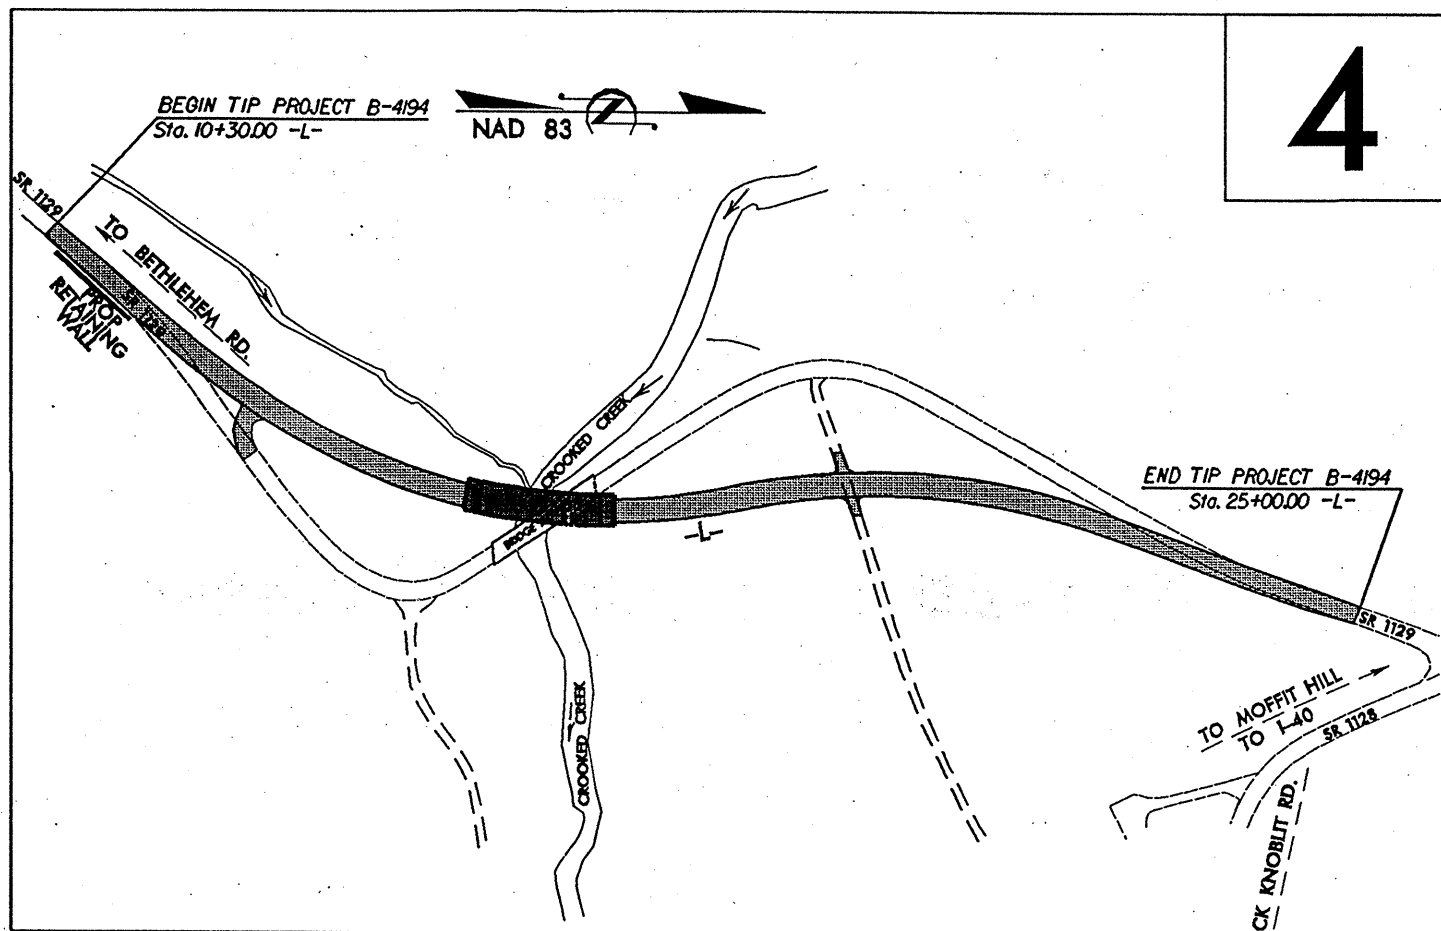 4
BEGIN TIP PROJECT B-4194
Sta. 10+30.00 -L-
NAD 83
SR 1129
TO BETHLEHEM RD.
PROP
RETAINING
WALL
SR 1129
CROOKED CREEK
BRIDGE
-L-
END TIP PROJECT B-4194
Sta. 25+00.00 -L-
SR 1129
CROOKED CREEK
TO MOFFIT HILL
TO I-40
SR 1128
CK KNOBLIT RD.